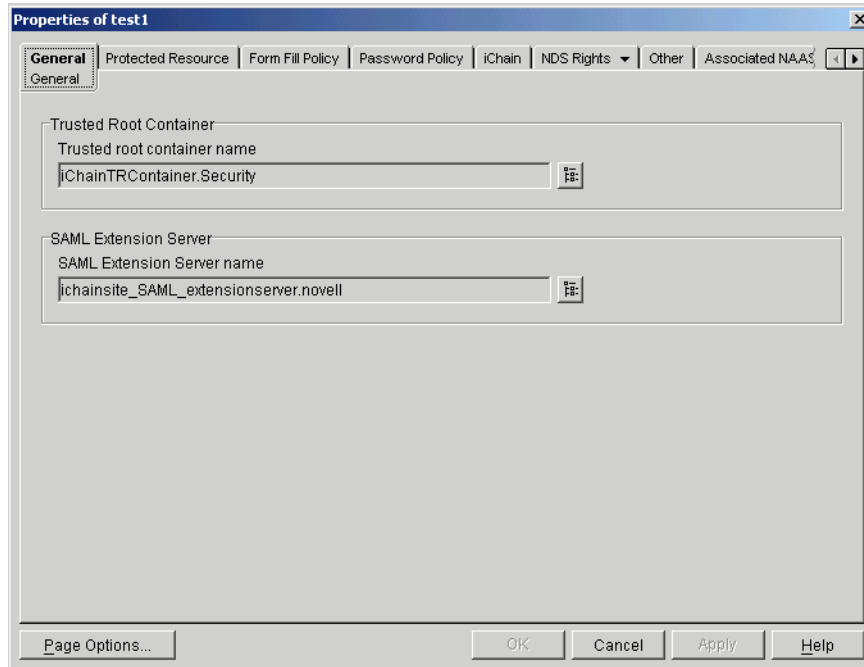 Properties of test1
General Protected Resource Form Fill Policy Password Policy iChain NDS Rights Other Associated NAAS
General
Trusted Root Container
Trusted root container name
iChainTRContainer.Security
SAML Extension Server
SAML Extension Server name
ichainsite_SAML_extensionserver.novell
Page Options... OK Cancel Apply Help